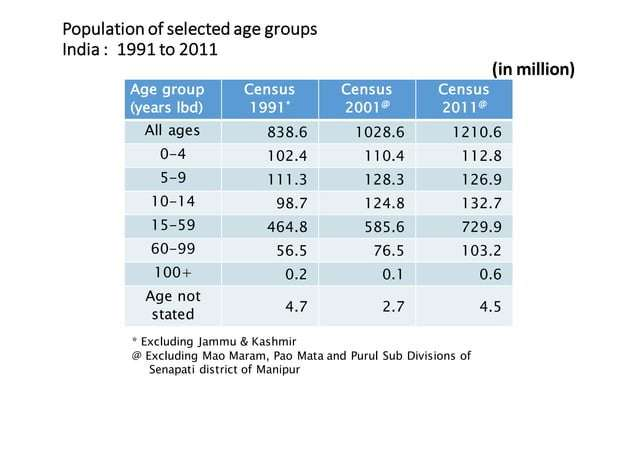 Population of selected age groups
India : 1991 to 2011
(in million)
Age group (years lbd) Census 1991* Census 2001@ Census 2011@
All ages 838.6 1028.6 1210.6
0-4 102.4 110.4 112.8
5-9 111.3 128.3 126.9
10-14 98.7 124.8 132.7
15-59 464.8 585.6 729.9
60-99 56.5 76.5 103.2
100+ 0.2 0.1 0.6
Age not stated 4.7 2.7 4.5
* Excluding Jammu & Kashmir
@ Excluding Mao Maram, Pao Mata and Purul Sub Divisions of
Senapati district of Manipur